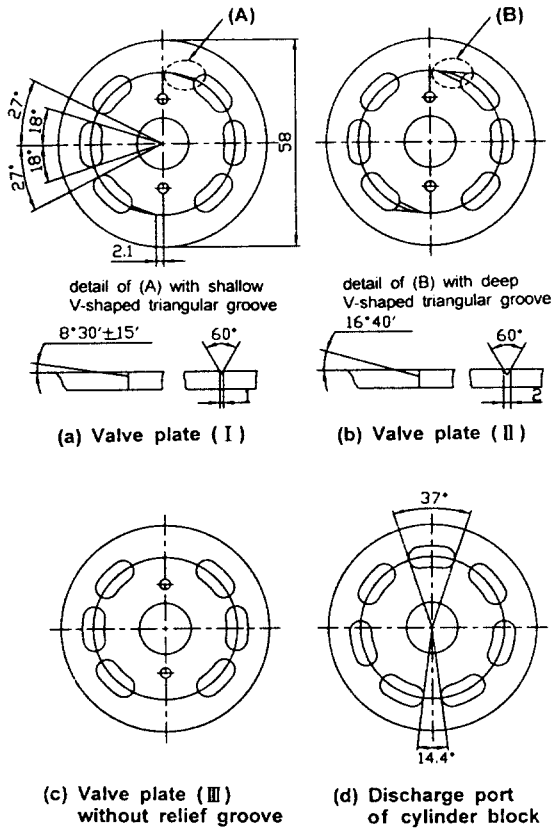 (A)
27°
18°
18°
27°
58
2.1
detail of (A) with shallow
V-shaped triangular groove
8°30′±15′
60°
1
(a) Valve plate (Ⅰ)
(B)
detail of (B) with deep
V-shaped triangular groove
16°40′
60°
2
(b) Valve plate (Ⅱ)
(c) Valve plate (Ⅲ)
without relief groove
37°
14.4°
(d) Discharge port
of cylinder block